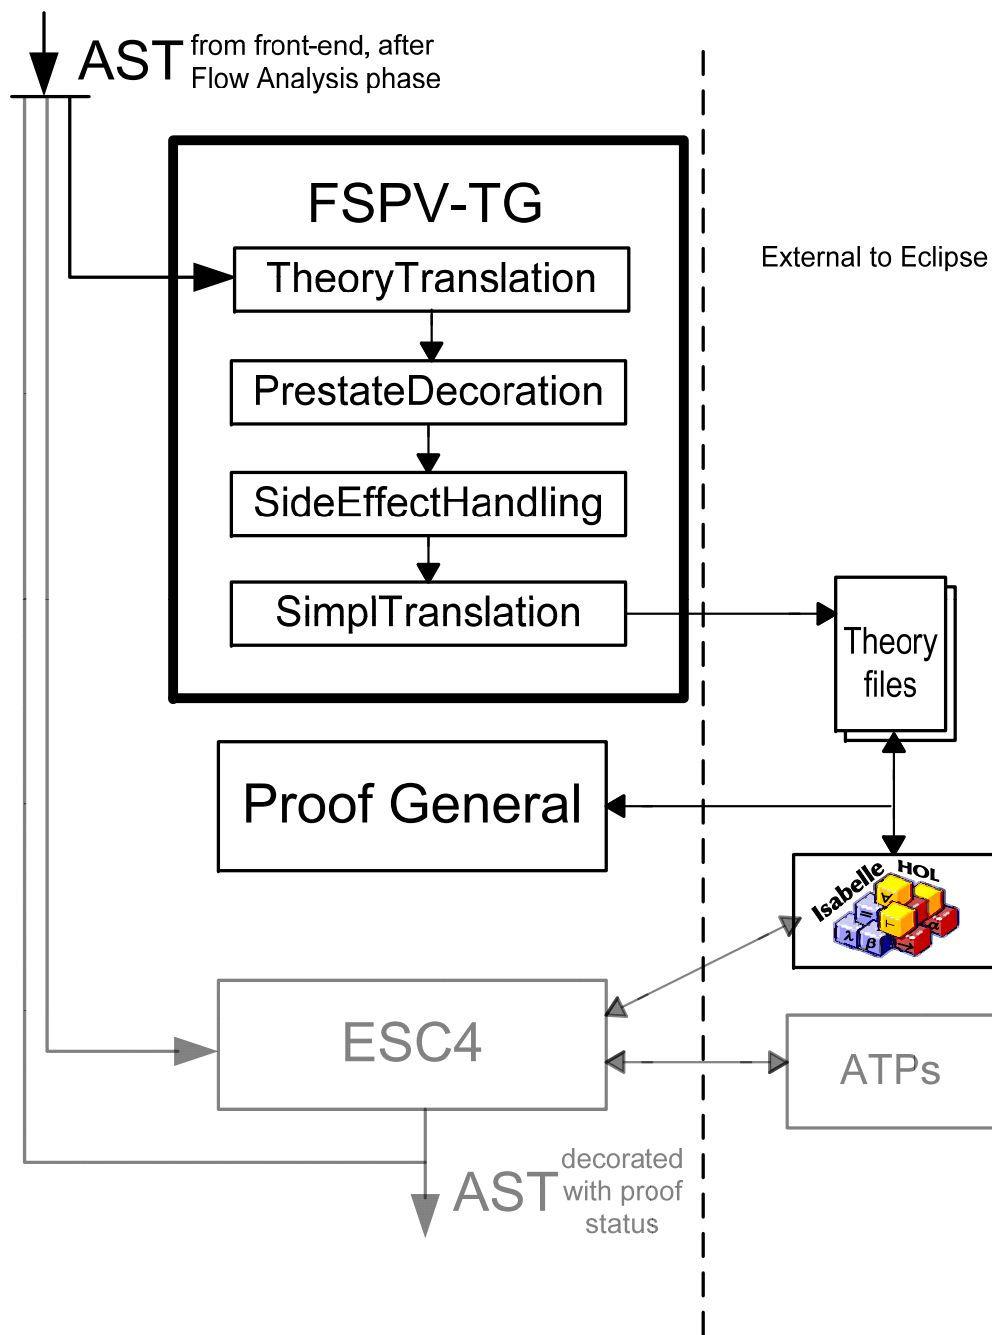 AST from front-end, after
Flow Analysis phase
FSPV-TG
External to Eclipse
TheoryTranslation
PrestateDecoration
SideEffectHandling
SimplTranslation
Theory
files
Proof General
Isabelle HOL
∀
=
α
λ
β
→
ESC4
ATPs
AST decorated
with proof
status